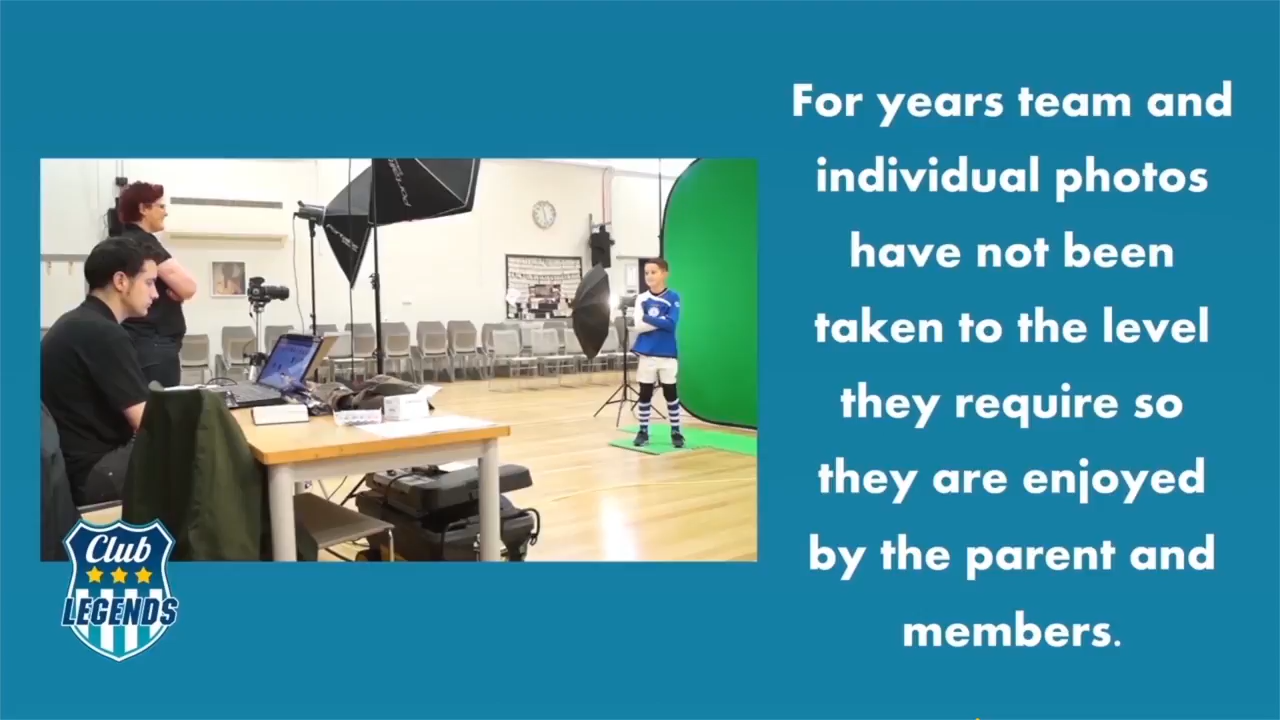 For years team and
individual photos
have not been
taken to the level
they require so
they are enjoyed
by the parent and
members.
Club
LEGENDS